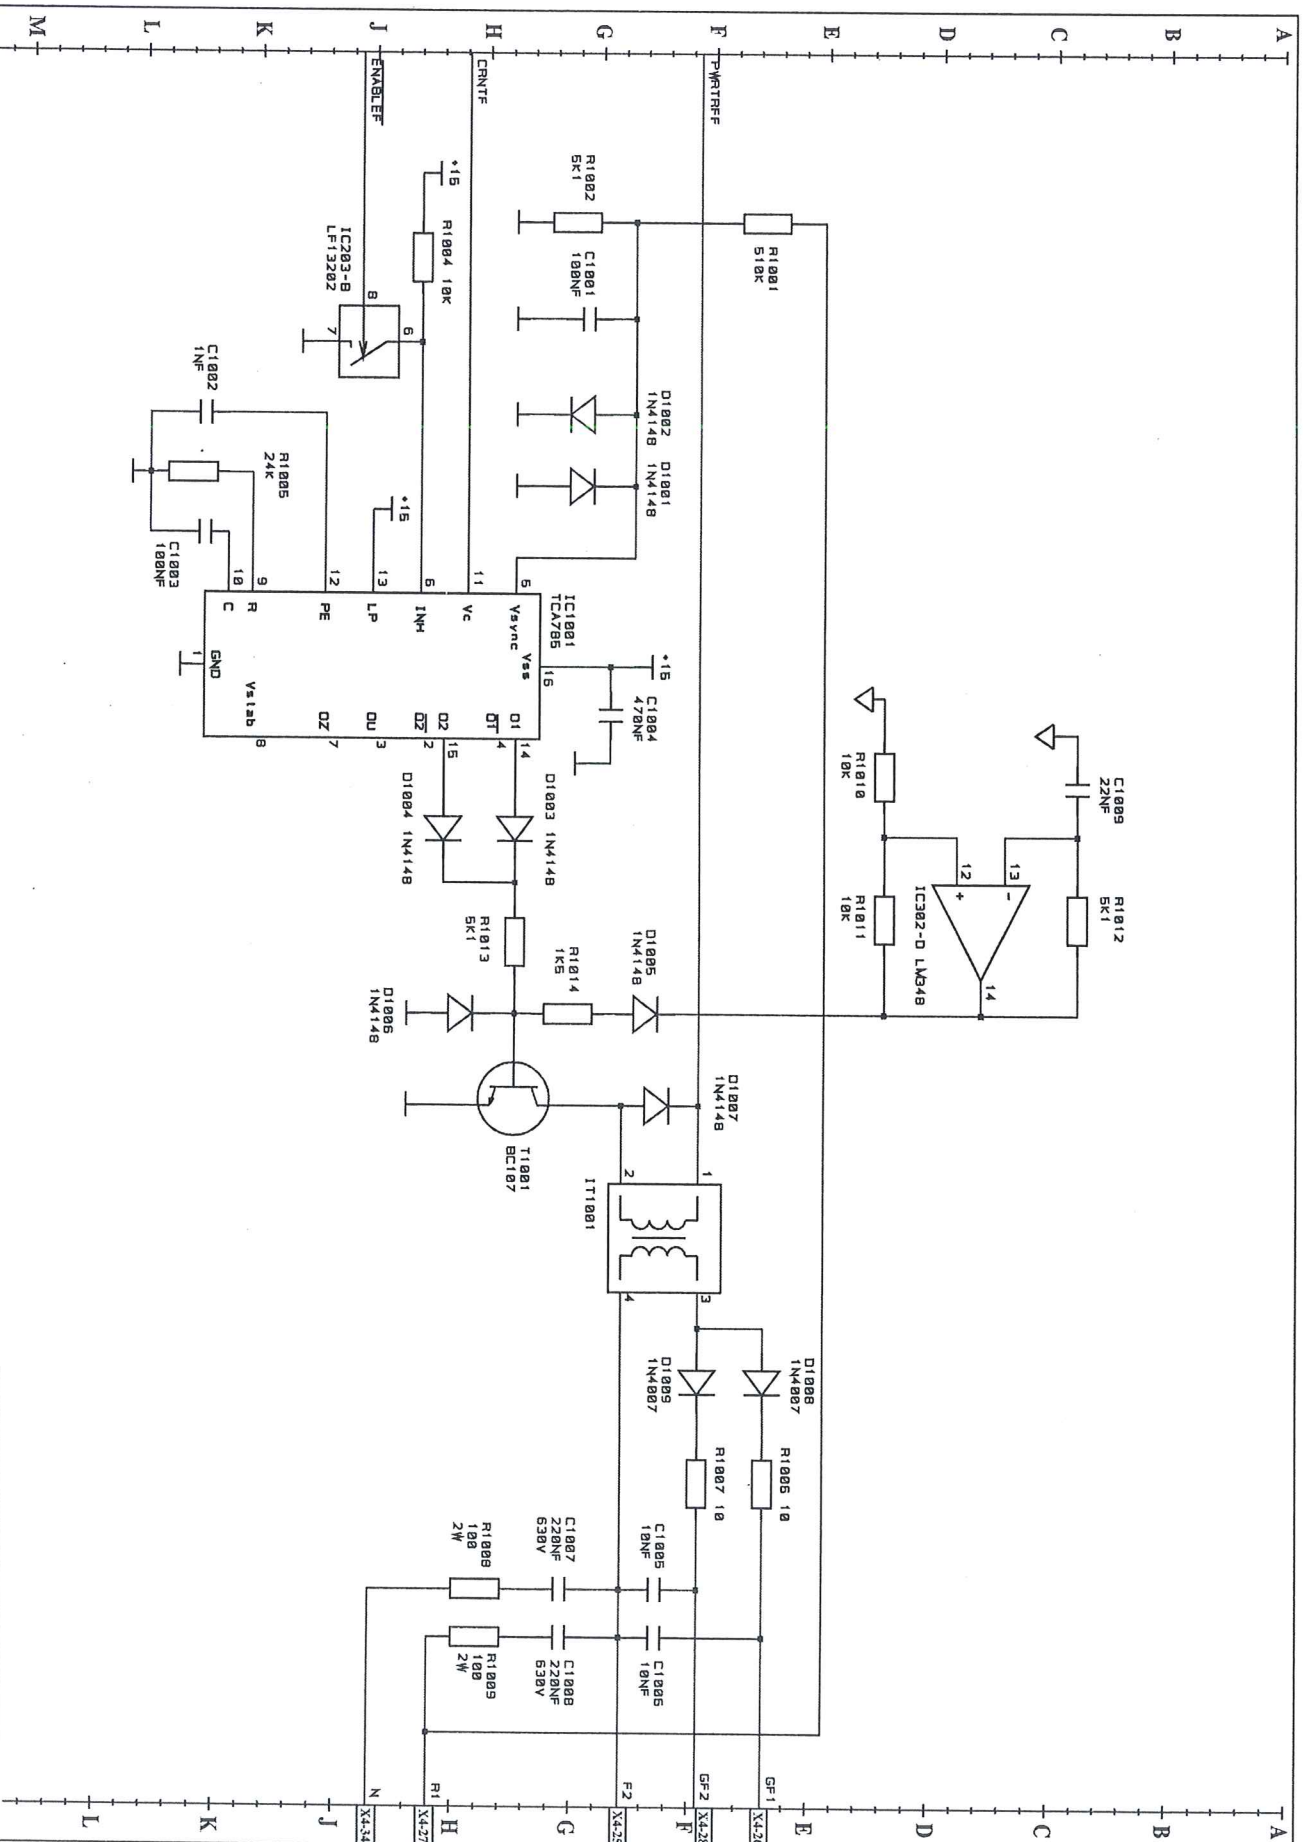 M L K J H G F E D C B A
ENABLEF
CRNTF
PWRTRFF
R1002
5K1
R1001
510K
+15
R1004 10K
IC203-B
LF13202
8
7
6
C1001
100NF
D1002
1N4148
D1001
1N4148
C1002
1NF
R1005
24K
C1003
100NF
+15
10
9
12
13
6
11
5
IC1001
TCA785
C
R
PE
LP
INH
Vc
Vsync
Vss
16
+15
C1004
470NF
1
GND
Vstab
QZ
QU
Q2
Q2
Q1
Q1
8
7
3
2
15
4
14
D1003 1N4148
D1004 1N4148
R1013
5K1
R1014
1K5
D1005
1N4148
D1006
1N4148
R1010
10K
R1011
10K
C1009
22NF
R1012
5K1
12
13
+
-
14
IC302-D LM348
T1001
BC107
D1007
1N4148
IT1001
1
2
3
4
D1008
1N4007
D1009
1N4007
R1006 10
R1007 10
C1005
10NF
C1006
10NF
C1007
220NF
630V
C1008
220NF
630V
R1008
100
2W
R1009
100
2W
N
R1
F2
GF2
GF1
X4-34
X4-27
X4-28
L K J H G F E D C B A